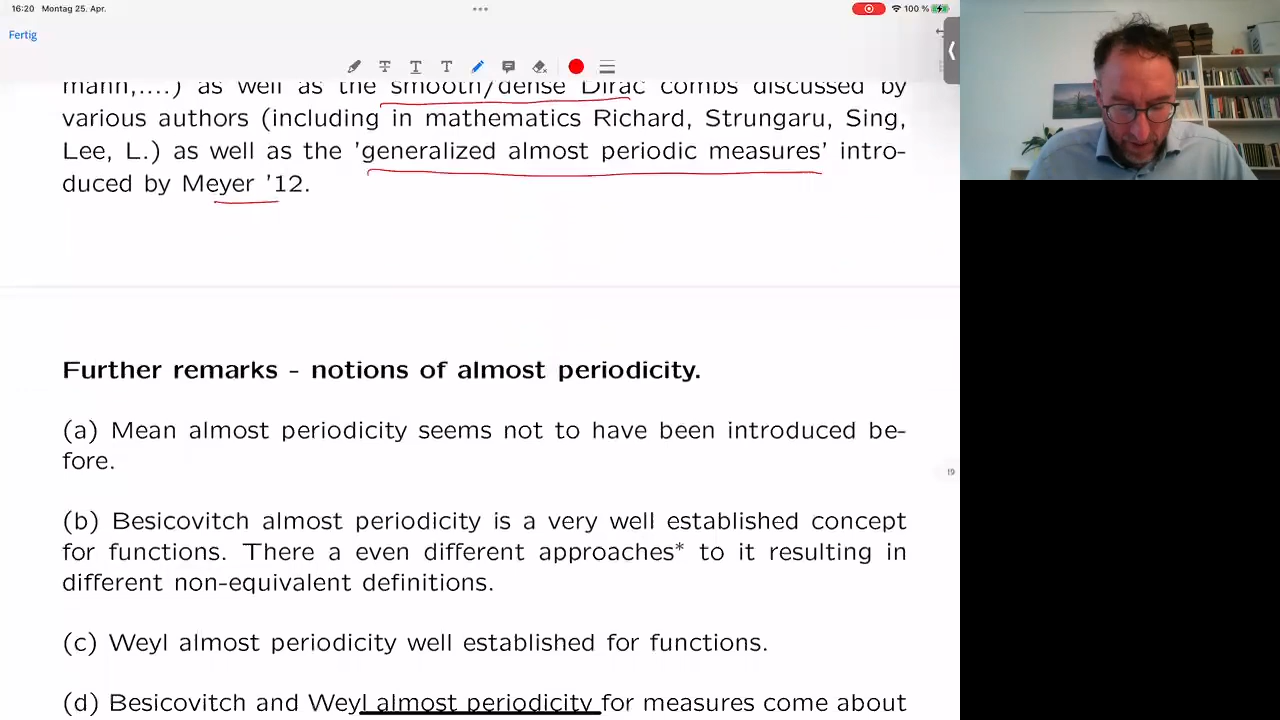 16:20 Montag 25. Apr.
100 %
Fertig
mann,....) as well as the smooth/dense Dirac combs discussed by
various authors (including in mathematics Richard, Strungaru, Sing,
Lee, L.) as well as the 'generalized almost periodic measures' intro-
duced by Meyer '12.
Further remarks - notions of almost periodicity.
(a) Mean almost periodicity seems not to have been introduced be-
fore.
19
(b) Besicovitch almost periodicity is a very well established concept
for functions. There a even different approaches* to it resulting in
different non-equivalent definitions.
(c) Weyl almost periodicity well established for functions.
(d) Besicovitch and Weyl almost periodicity for measures come about